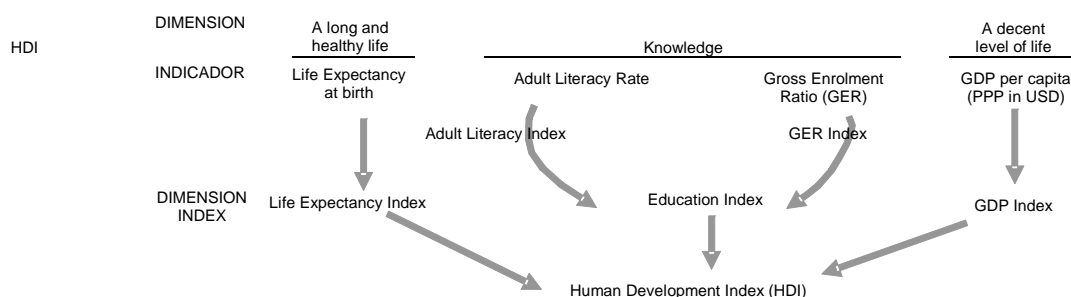 HDI
DIMENSION
A long and
healthy life
Knowledge
A decent
level of life
INDICADOR
Life Expectancy
at birth
Adult Literacy Rate
Gross Enrolment
Ratio (GER)
GDP per capita
(PPP in USD)
Adult Literacy Index
GER Index
DIMENSION
INDEX
Life Expectancy Index
Education Index
GDP Index
Human Development Index (HDI)